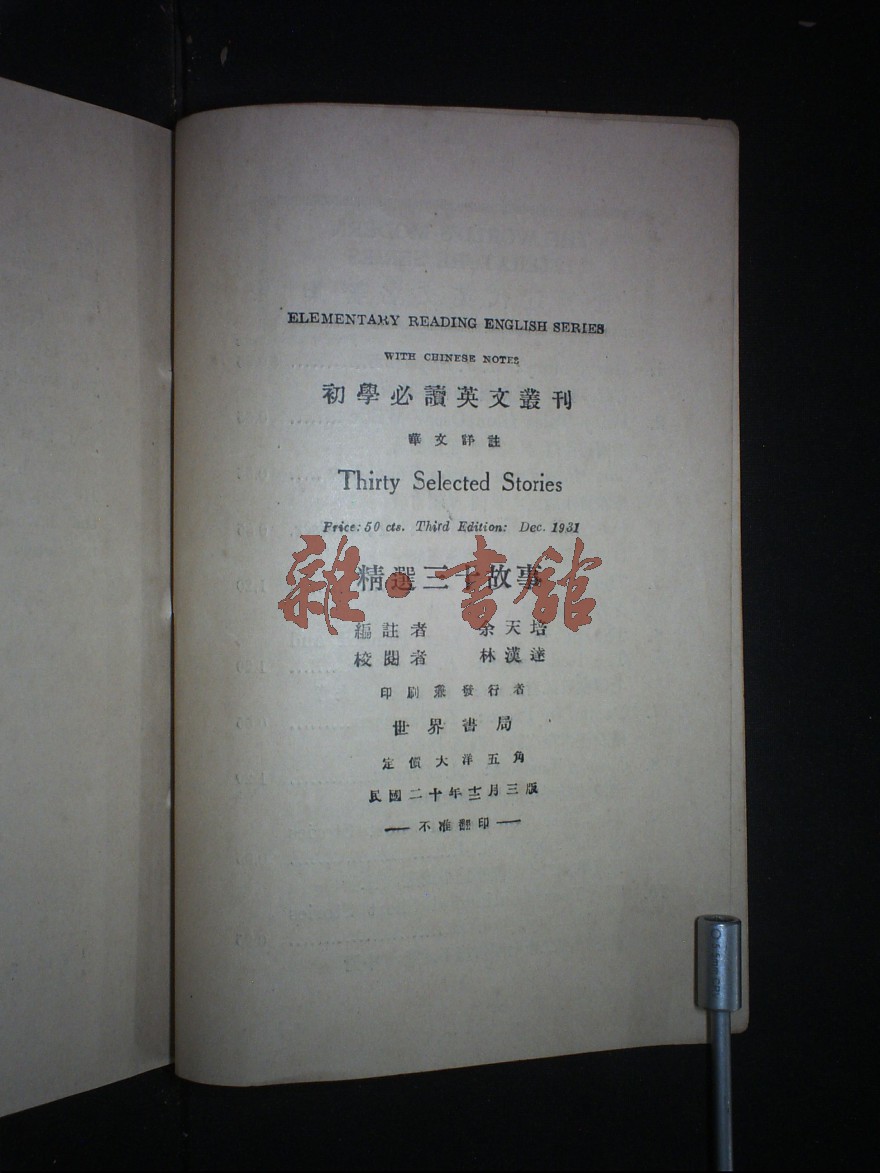 ELEMENTARY READING ENGLISH SERIES
WITH CHINESE NOTES
初學必讀英文叢刊
華文詳註
Thirty Selected Stories
Price: 50 cts. Third Edition: Dec. 1931
精選三十故事
雜·書館
編註者 余天培
校閱者 林漢達
印刷兼發行者
世界書局
定價大洋五角
民國二十年十二月三版
——不准翻印——